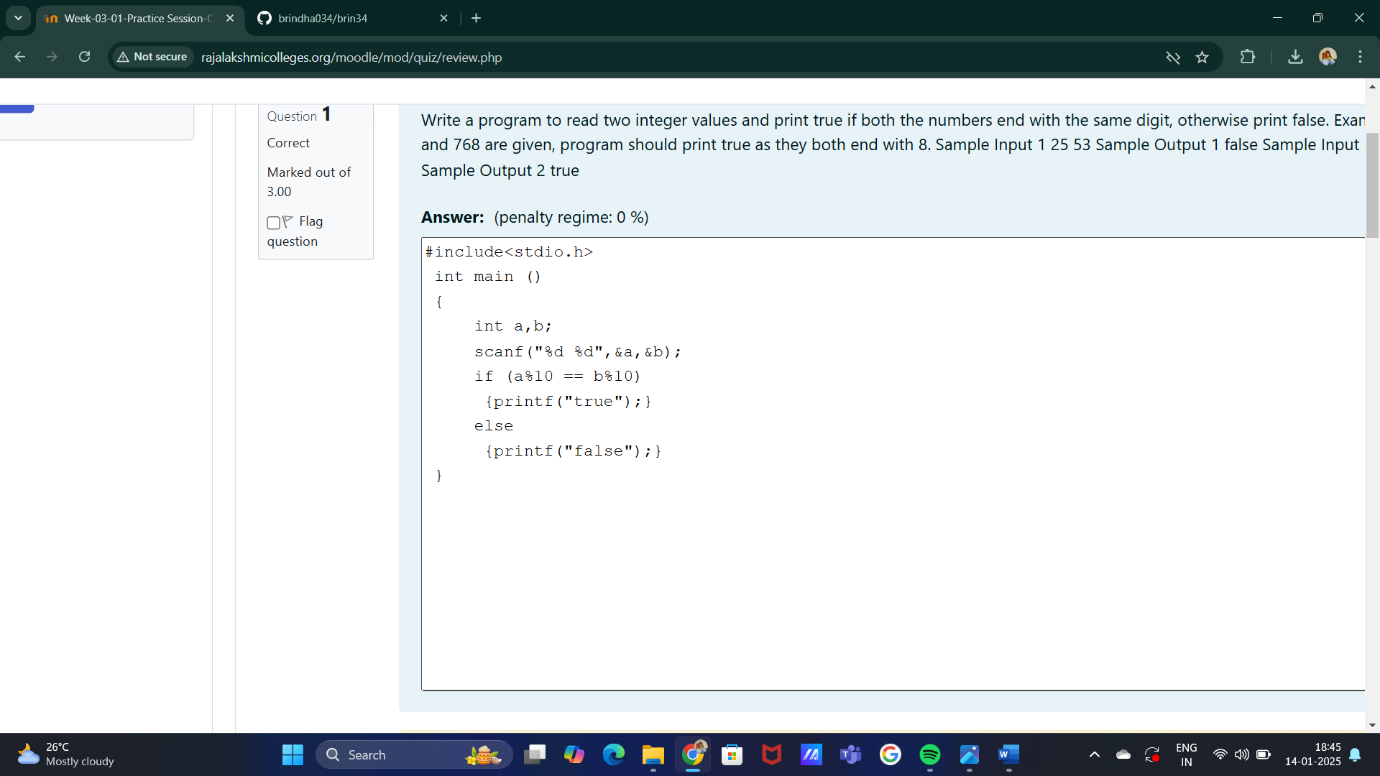 Week-03-01-Practice Session-C
brindha034/brin34
Not secure
rajalakshmicolleges.org/moodle/mod/quiz/review.php
Question 1
Correct
Marked out of
3.00
Flag
question
Write a program to read two integer values and print true if both the numbers end with the same digit, otherwise print false. Exam
and 768 are given, program should print true as they both end with 8. Sample Input 1 25 53 Sample Output 1 false Sample Input
Sample Output 2 true
Answer: (penalty regime: 0 %)
#include<stdio.h>
int main ()
{
int a,b;
scanf("%d %d",&a,&b);
if (a%10 == b%10)
{printf("true");}
else
{printf("false");}
}
26°C
Mostly cloudy
Search
ENG
IN
18:45
14-01-2025